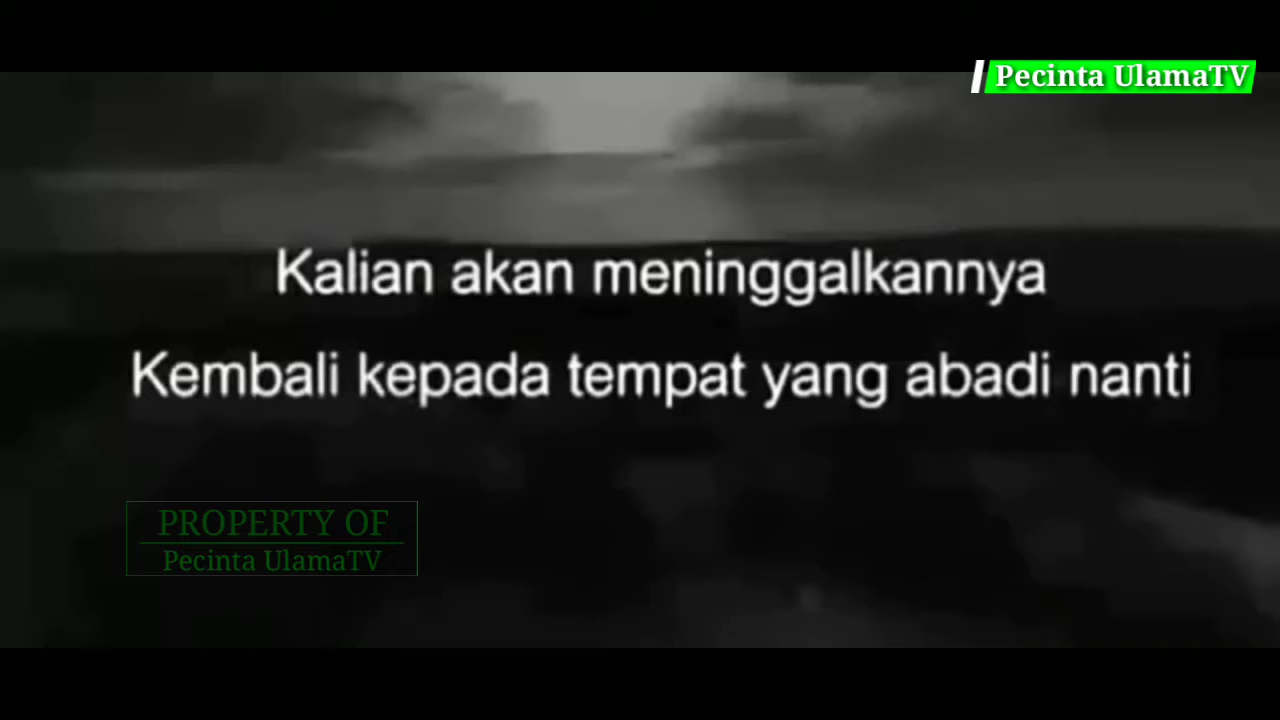 Pecinta UlamaTV
Kalian akan meninggalkannya
Kembali kepada tempat yang abadi nanti
PROPERTY OF
Pecinta UlamaTV